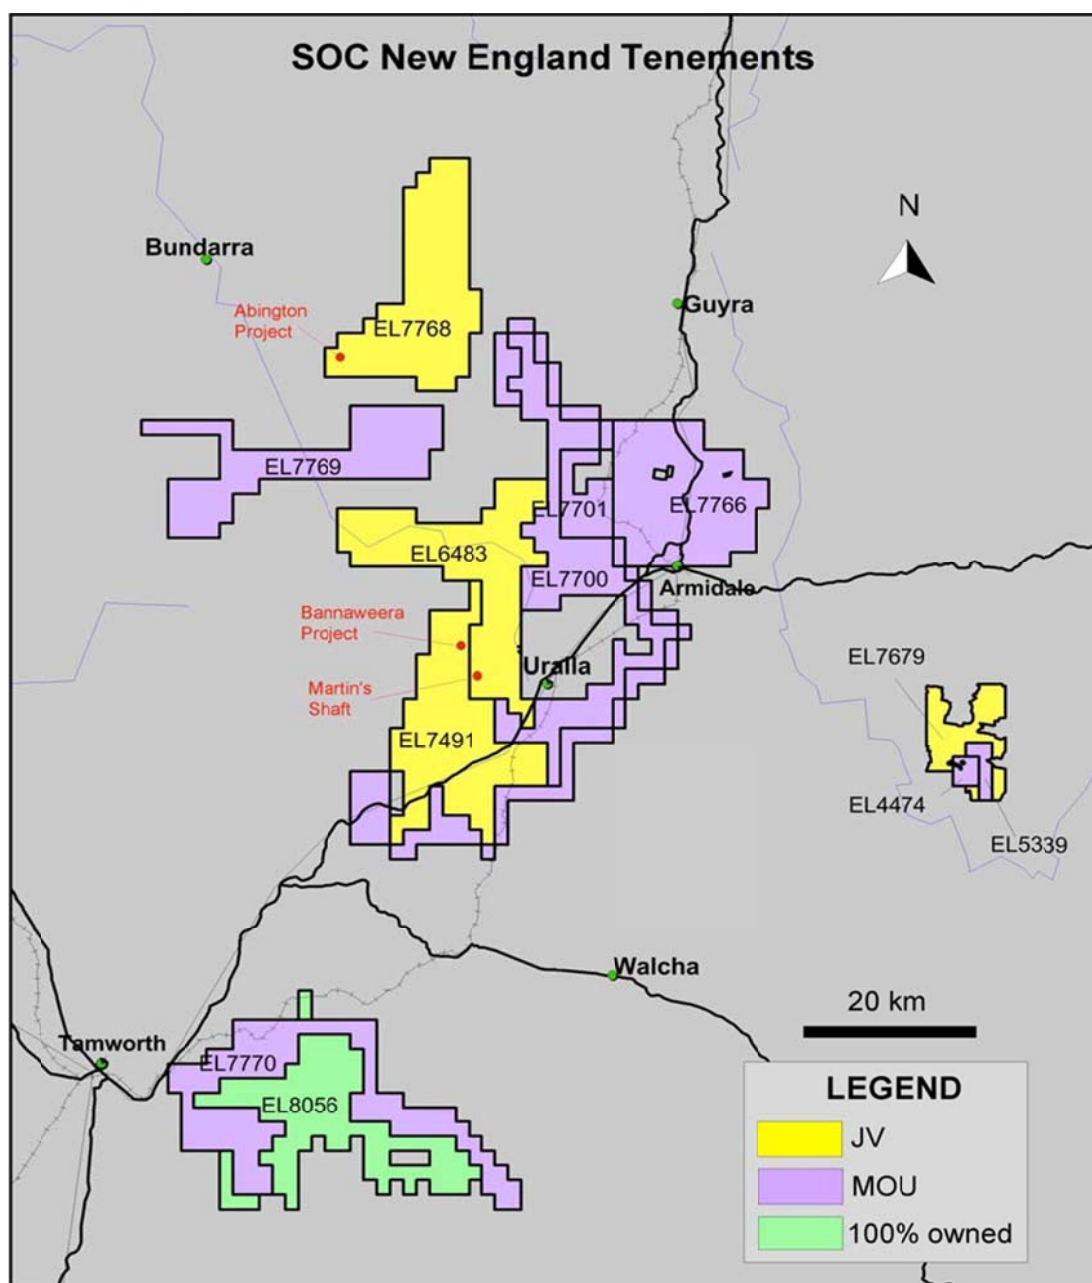 SOC New England Tenements
N
Bundarra
Guyra
Abington
Project
EL7768
EL7769
EL7701
EL7766
EL6483
EL7700
Armidale
Bannaweera
Project
Uralla
EL7679
Martin's
Shaft
EL7491
EL4474
EL5339
Walcha
20 km
Tamworth
EL7770
EL8056
LEGEND
JV
MOU
100% owned